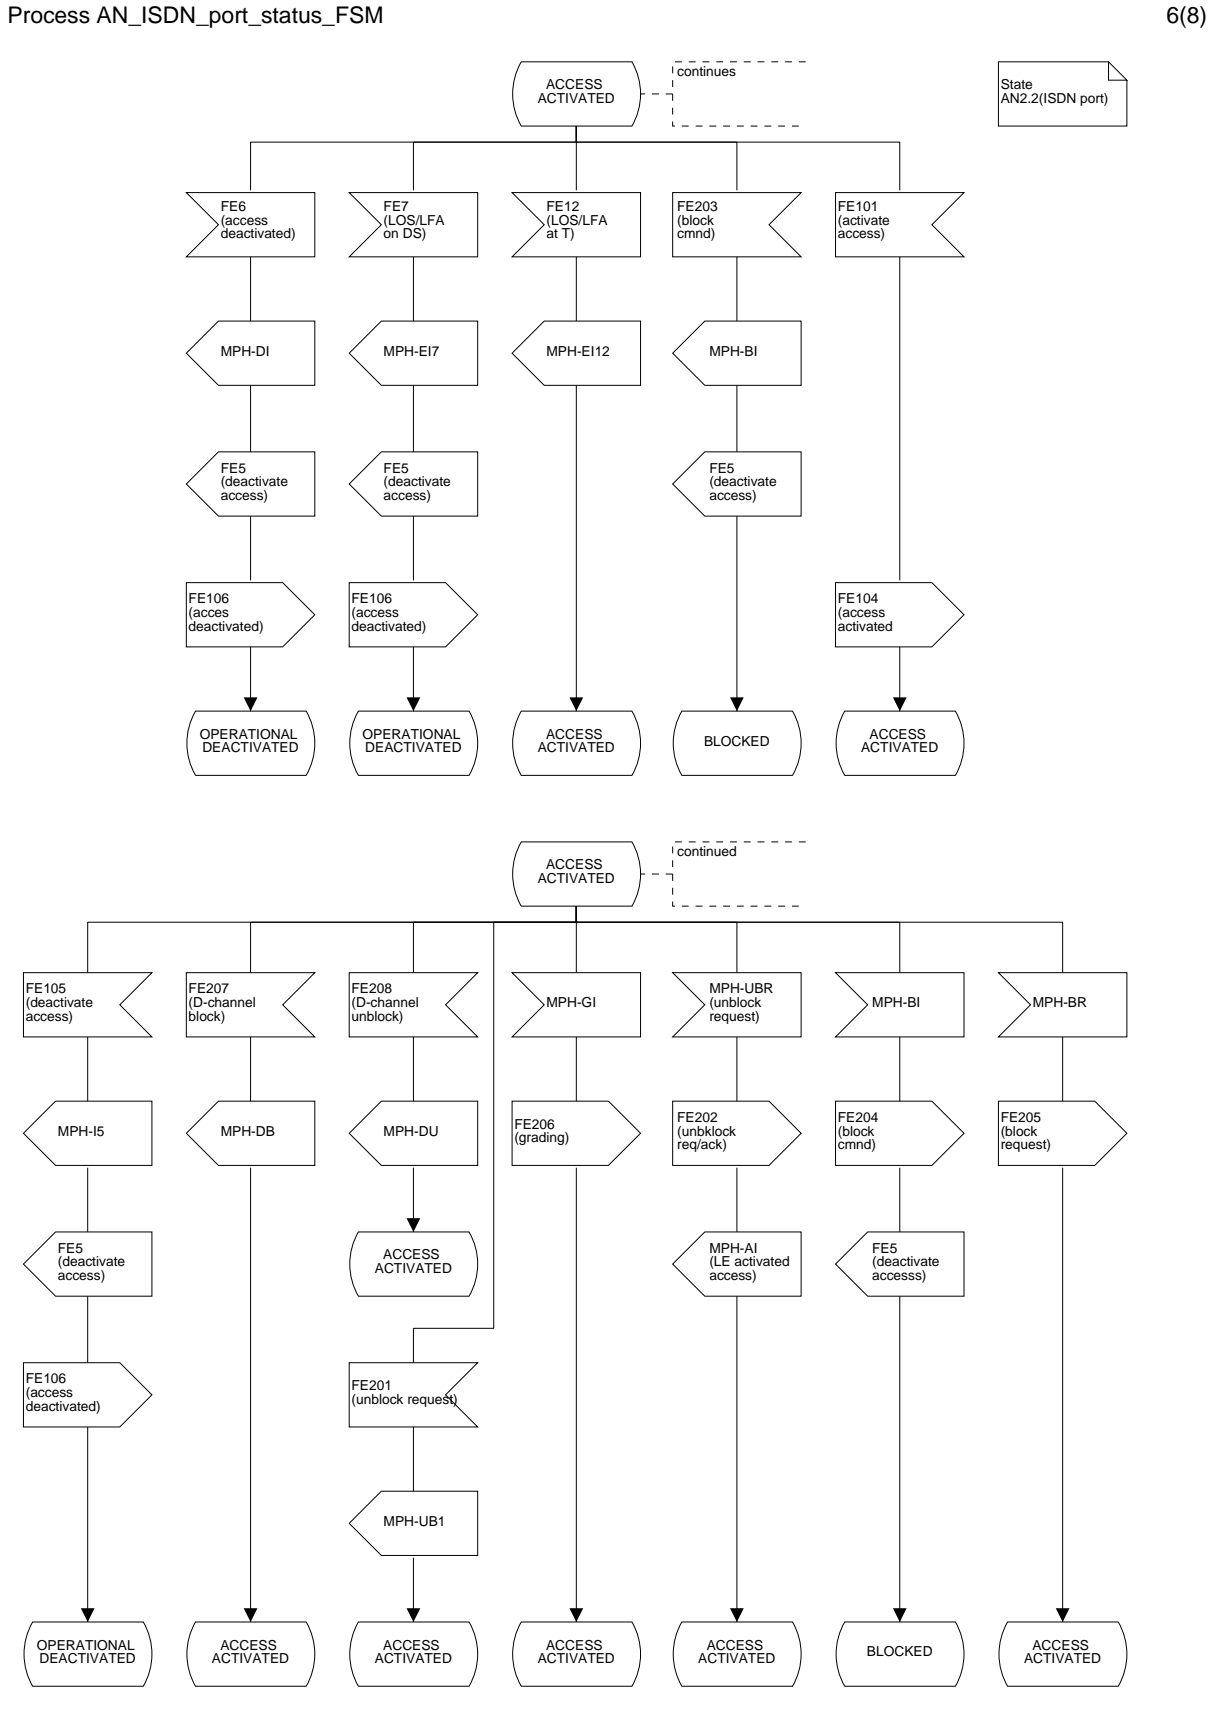 Process AN_ISDN_port_status_FSM
6(8)
ACCESS
ACTIVATED
continues
State
AN2.2(ISDN port)
FE6
(access
deactivated)
FE7
(LOS/LFA
on DS)
FE12
(LOS/LFA
at T)
FE203
(block
cmnd)
FE101
(activate
access)
MPH-DI
MPH-EI7
MPH-EI12
MPH-BI
FE5
(deactivate
access)
FE5
(deactivate
access)
FE5
(deactivate
access)
FE106
(acces
deactivated)
FE106
(access
deactivated)
FE104
(access
activated
OPERATIONAL
DEACTIVATED
OPERATIONAL
DEACTIVATED
ACCESS
ACTIVATED
BLOCKED
ACCESS
ACTIVATED
ACCESS
ACTIVATED
continued
FE105
(deactivate
access)
FE207
(D-channel
block)
FE208
(D-channel
unblock)
MPH-GI
MPH-UBR
(unblock
request)
MPH-BI
MPH-BR
MPH-I5
MPH-DB
MPH-DU
FE206
(grading)
FE202
(unbklock
req/ack)
FE204
(block
cmnd)
FE205
(block
request)
FE5
(deactivate
access)
ACCESS
ACTIVATED
MPH-AI
(LE activated
access)
FE5
(deactivate
accesss)
FE106
(access
deactivated)
FE201
(unblock request)
MPH-UB1
OPERATIONAL
DEACTIVATED
ACCESS
ACTIVATED
ACCESS
ACTIVATED
ACCESS
ACTIVATED
ACCESS
ACTIVATED
BLOCKED
ACCESS
ACTIVATED